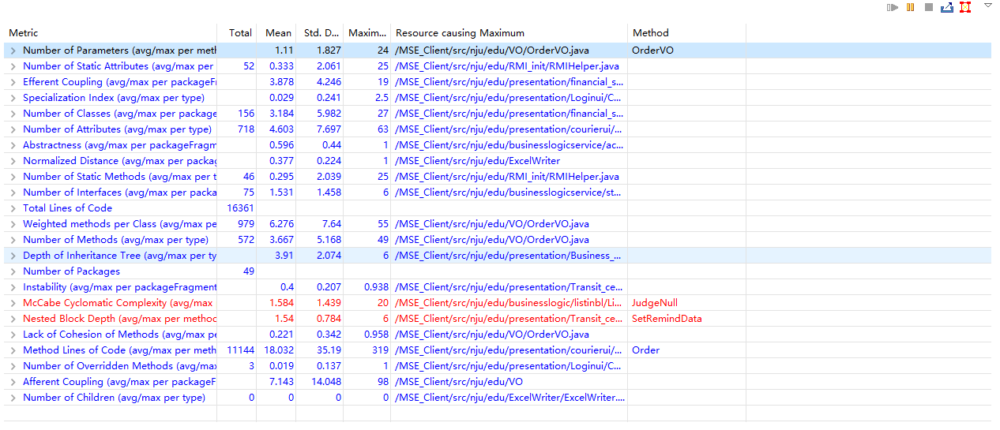 Metric Total Mean Std. D... Maxim... Resource causing Maximum Method
Number of Parameters (avg/max per meth 1.11 1.827 24 /MSE_Client/src/nju/edu/VO/OrderVO.java OrderVO
Number of Static Attributes (avg/max per 52 0.333 2.061 25 /MSE_Client/src/nju/edu/RMI_init/RMIHelper.java
Efferent Coupling (avg/max per packageFr 3.878 4.246 19 /MSE_Client/src/nju/edu/presentation/financial_s...
Specialization Index (avg/max per type) 0.029 0.241 2.5 /MSE_Client/src/nju/edu/presentation/Loginui/C...
Number of Classes (avg/max per package 156 3.184 5.982 27 /MSE_Client/src/nju/edu/presentation/financial_s...
Number of Attributes (avg/max per type) 718 4.603 7.697 63 /MSE_Client/src/nju/edu/presentation/courierui/...
Abstractness (avg/max per packageFragm 0.596 0.44 1 /MSE_Client/src/nju/edu/businesslogicservice/ac...
Normalized Distance (avg/max per packag 0.377 0.224 1 /MSE_Client/src/nju/edu/ExcelWriter
Number of Static Methods (avg/max per t 46 0.295 2.039 25 /MSE_Client/src/nju/edu/RMI_init/RMIHelper.java
Number of Interfaces (avg/max per packa 75 1.531 1.458 6 /MSE_Client/src/nju/edu/businesslogicservice/st...
Total Lines of Code 16361
Weighted methods per Class (avg/max pe 979 6.276 7.64 55 /MSE_Client/src/nju/edu/VO/OrderVO.java
Number of Methods (avg/max per type) 572 3.667 5.168 49 /MSE_Client/src/nju/edu/VO/OrderVO.java
Depth of Inheritance Tree (avg/max per ty 3.91 2.074 6 /MSE_Client/src/nju/edu/presentation/Business_...
Number of Packages 49
Instability (avg/max per packageFragment 0.4 0.207 0.938 /MSE_Client/src/nju/edu/presentation/Transit_ce...
McCabe Cyclomatic Complexity (avg/max 1.584 1.439 20 /MSE_Client/src/nju/edu/businesslogic/listinbl/Li... JudgeNull
Nested Block Depth (avg/max per methoc 1.54 0.784 6 /MSE_Client/src/nju/edu/presentation/Transit_ce... SetRemindData
Lack of Cohesion of Methods (avg/max pe 0.221 0.342 0.958 /MSE_Client/src/nju/edu/VO/OrderVO.java
Method Lines of Code (avg/max per meth 11144 18.032 35.19 319 /MSE_Client/src/nju/edu/presentation/courierui/... Order
Number of Overridden Methods (avg/max 3 0.019 0.137 1 /MSE_Client/src/nju/edu/presentation/Loginui/C...
Afferent Coupling (avg/max per packageF 7.143 14.048 98 /MSE_Client/src/nju/edu/VO
Number of Children (avg/max per type) 0 0 0 0 /MSE_Client/src/nju/edu/ExcelWriter/ExcelWriter....